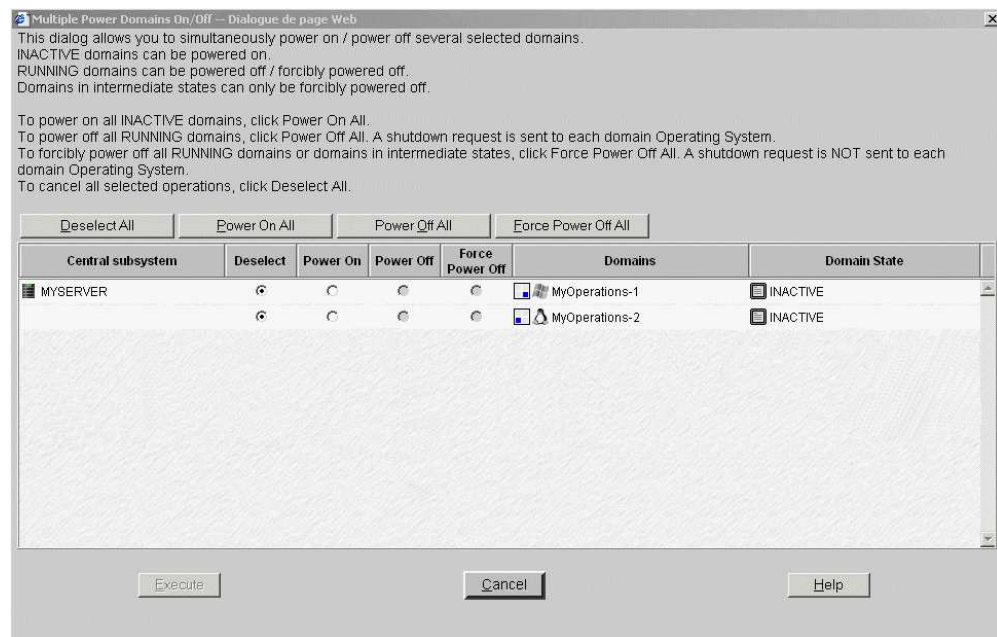 Multiple Power Domains On/Off -- Dialogue de page Web
This dialog allows you to simultaneously power on / power off several selected domains.
INACTIVE domains can be powered on.
RUNNING domains can be powered off / forcibly powered off.
Domains in intermediate states can only be forcibly powered off.
To power on all INACTIVE domains, click Power On All.
To power off all RUNNING domains, click Power Off All. A shutdown request is sent to each domain Operating System.
To forcibly power off all RUNNING domains or domains in intermediate states, click Force Power Off All. A shutdown request is NOT sent to each
domain Operating System.
To cancel all selected operations, click Deselect All.
Deselect All Power On All Power Off All Force Power Off All
Central subsystem Deselect Power On Power Off Force Power Off Domains Domain State
MYSERVER MyOperations-1 INACTIVE
MyOperations-2 INACTIVE
Execute Cancel Help